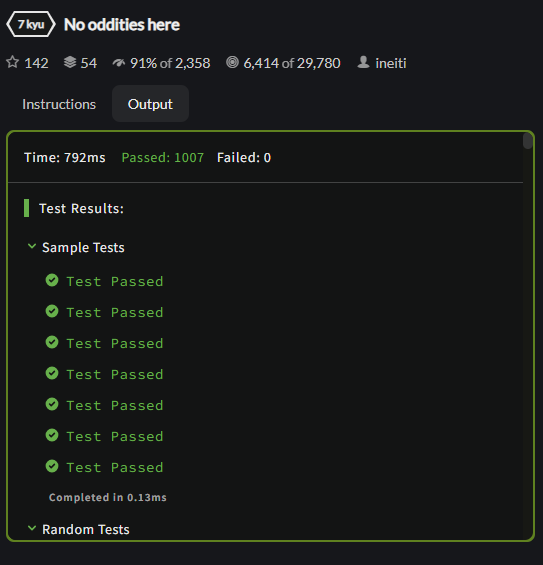 7 kyu No oddities here
142 54 91% of 2,358 6,414 of 29,780 ineiti
Instructions Output
Time: 792ms Passed: 1007 Failed: 0
Test Results:
Sample Tests
Test Passed
Test Passed
Test Passed
Test Passed
Test Passed
Test Passed
Test Passed
Completed in 0.13ms
Random Tests